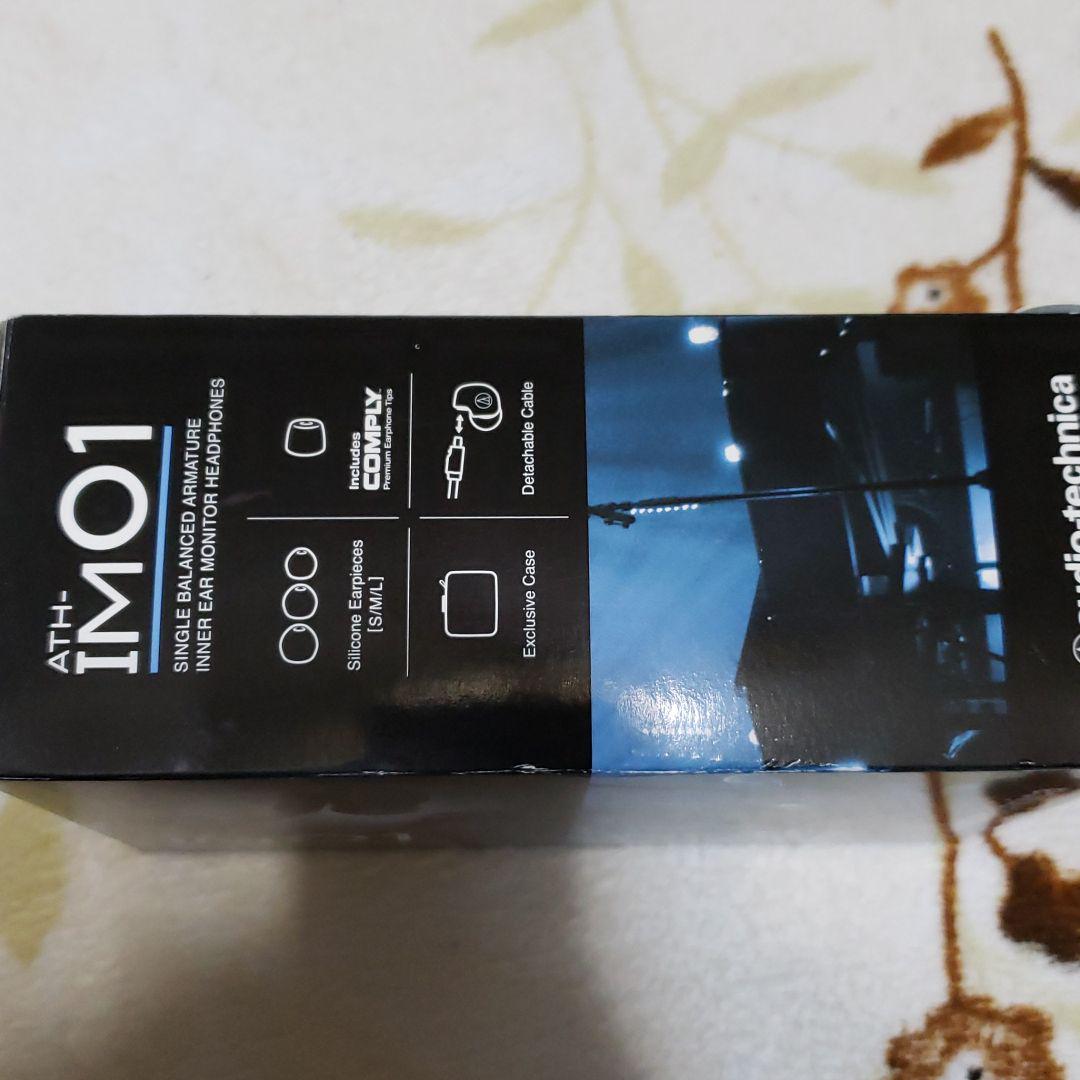 ATH-
IM01
SINGLE BALANCED ARMATURE
INNER EAR MONITOR HEADPHONES
Silicone Earpieces
[S/M/L]
Includes
COMPLY™
Premium Earphone Tips
Exclusive Case
Detachable Cable
audio-technica